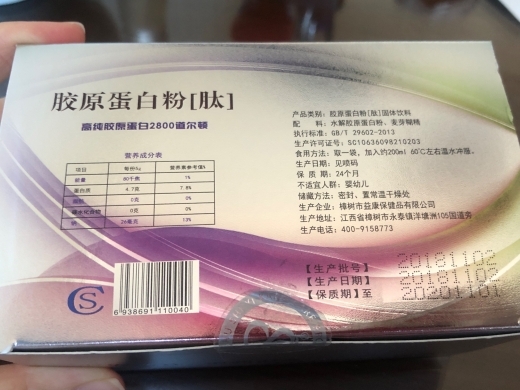 胶原蛋白粉[肽]
高纯胶原蛋白2800道尔顿
营养成分表
项目 每份5g 营养素参考值%
能量 80千焦 1%
蛋白质 4.7克 7.8%
脂肪 0克 0%
碳水化合物 0克 0%
钠 26毫克 13%
产品类别: 胶原蛋白粉[肽]固体饮料
配 料: 水解胶原蛋白粉、麦芽糊精
执行标准: GB/T 29602-2013
生产许可证号: SC10636098210203
食用方法: 取一袋, 加入约200ml 60℃左右温水冲服。
生产日期: 见喷码
保 质 期: 24个月
不适宜人群: 婴幼儿
储藏方法: 密封、置常温干燥处
生产企业: 樟树市益康保健品有限公司
生产地址: 江西省樟树市永泰镇洋塘洲105国道旁
生产电话: 400-9158773
【生产批号】 20181102
【生产日期】 20181102
【保质期】至 20201101
CS
6 938691 110040